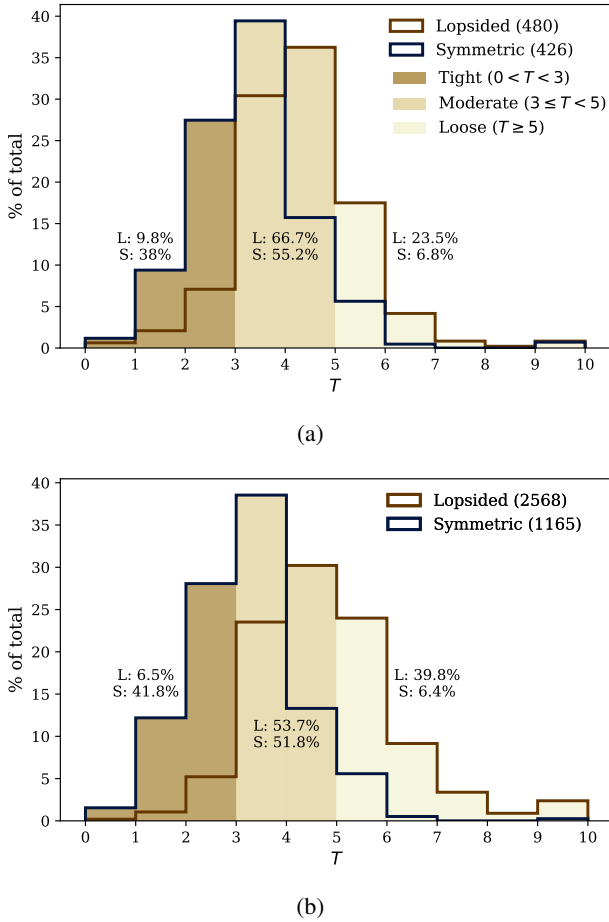 40
35
30
25
20
15
10
5
0
% of total
Lopsided (480)
Symmetric (426)
Tight (0 < T < 3)
Moderate (3 ≤ T < 5)
Loose (T ≥ 5)
L: 9.8%
S: 38%
L: 66.7%
S: 55.2%
L: 23.5%
S: 6.8%
0 1 2 3 4 5 6 7 8 9 10
T
(a)
40
35
30
25
20
15
10
5
0
% of total
Lopsided (2568)
Symmetric (1165)
L: 6.5%
S: 41.8%
L: 53.7%
S: 51.8%
L: 39.8%
S: 6.4%
0 1 2 3 4 5 6 7 8 9 10
T
(b)